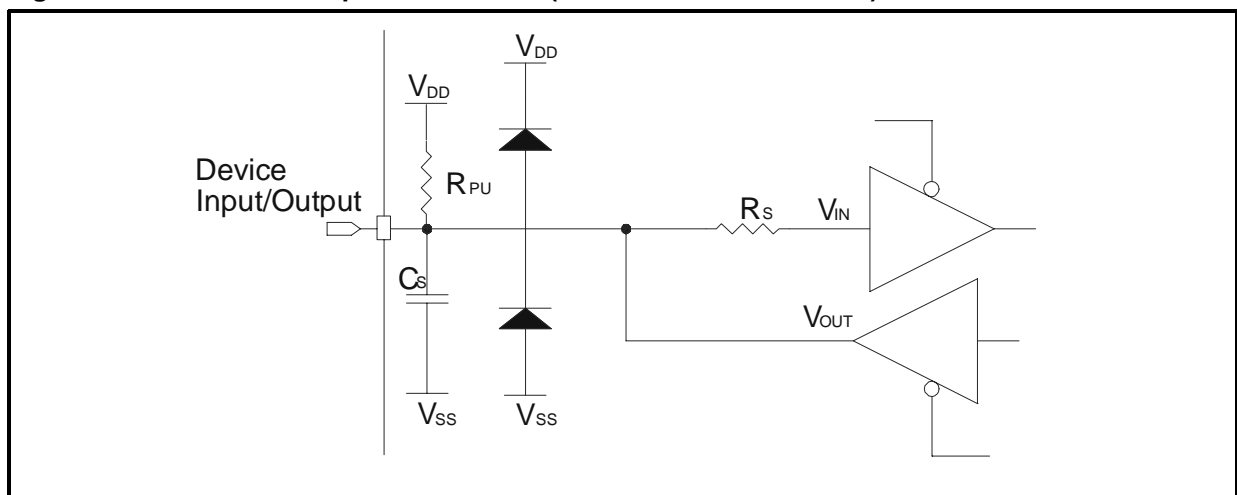 VDD
VDD
Device
Input/Output
RPU
RS
VIN
CS
VOUT
VSS
VSS